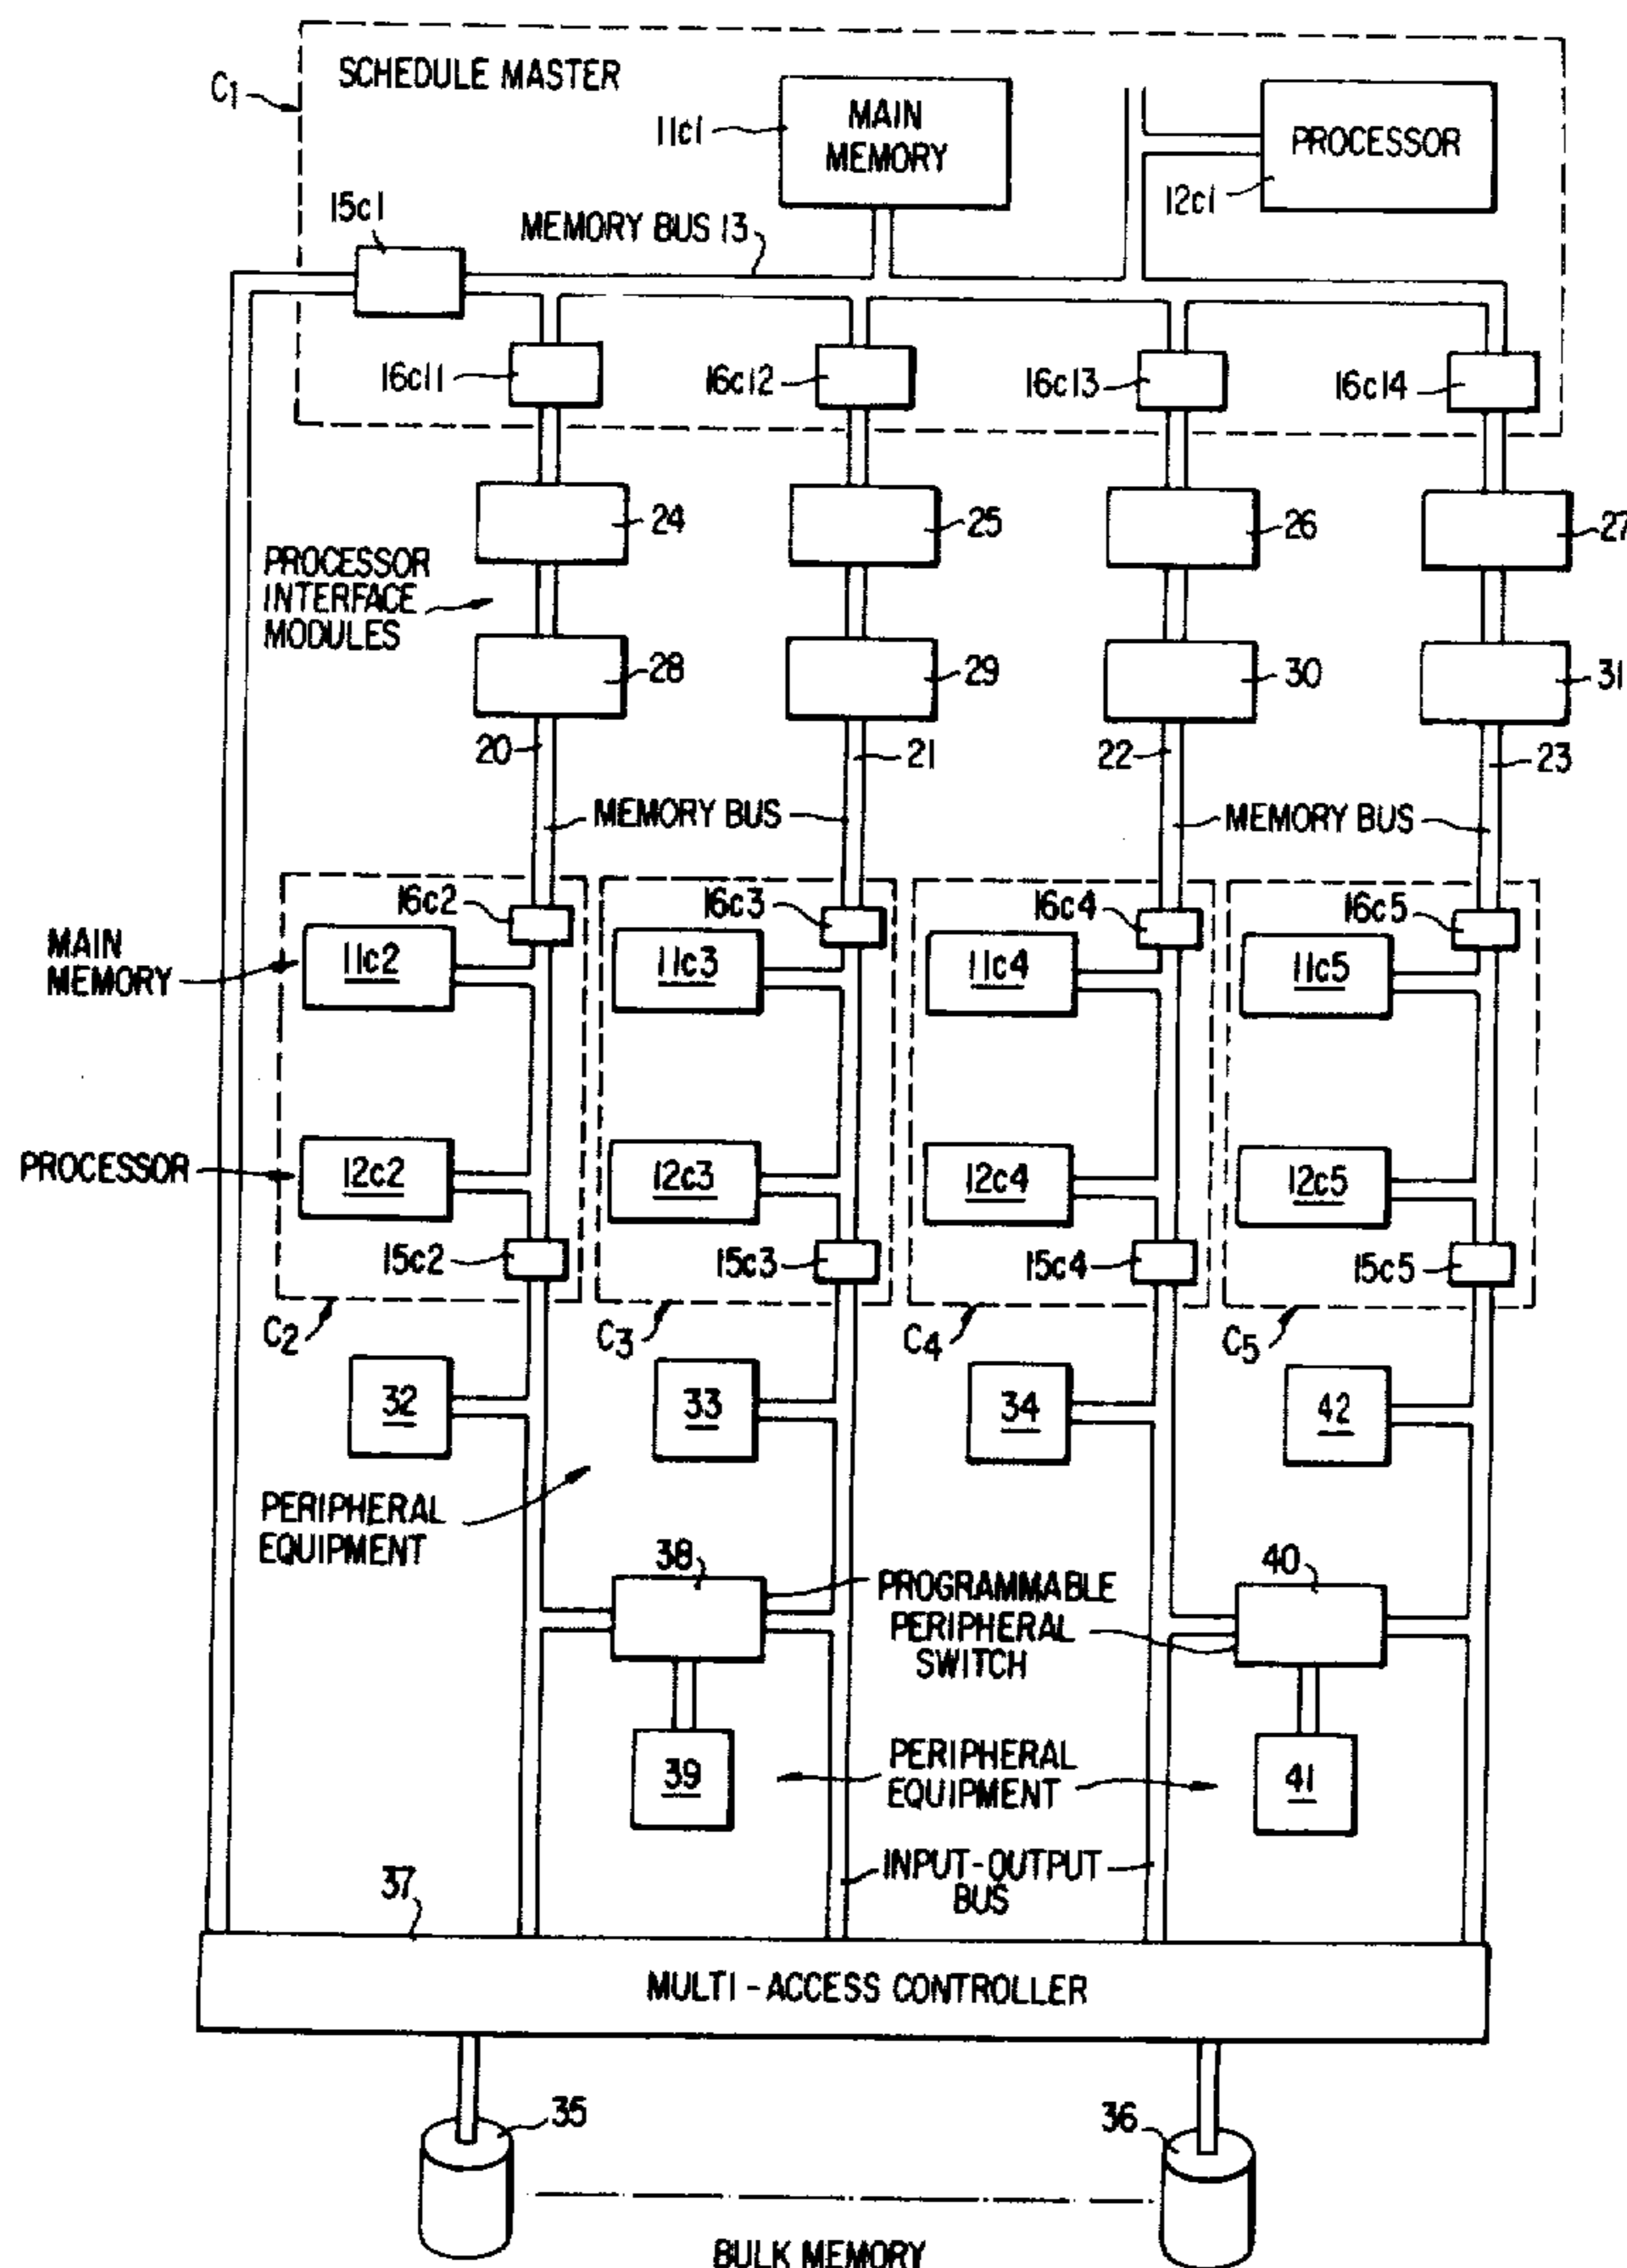 C1
SCHEDULE MASTER
11c1
MAIN
MEMORY
PROCESSOR
12c1
15c1
MEMORY BUS 13
16c11
16c12
16c13
16c14
24
25
26
27
PROCESSOR
INTERFACE
MODULES
28
29
30
31
20
21
22
23
MEMORY BUS
MEMORY BUS
16c2
16c3
16c4
16c5
MAIN
MEMORY
11c2
11c3
11c4
11c5
PROCESSOR
12c2
12c3
12c4
12c5
15c2
15c3
15c4
15c5
C2
C3
C4
C5
32
33
34
42
PERIPHERAL
EQUIPMENT
38
PROGRAMMABLE
PERIPHERAL
SWITCH
40
39
PERIPHERAL
EQUIPMENT
41
INPUT-OUTPUT
BUS
37
MULTI-ACCESS CONTROLLER
35
36
BULK MEMORY